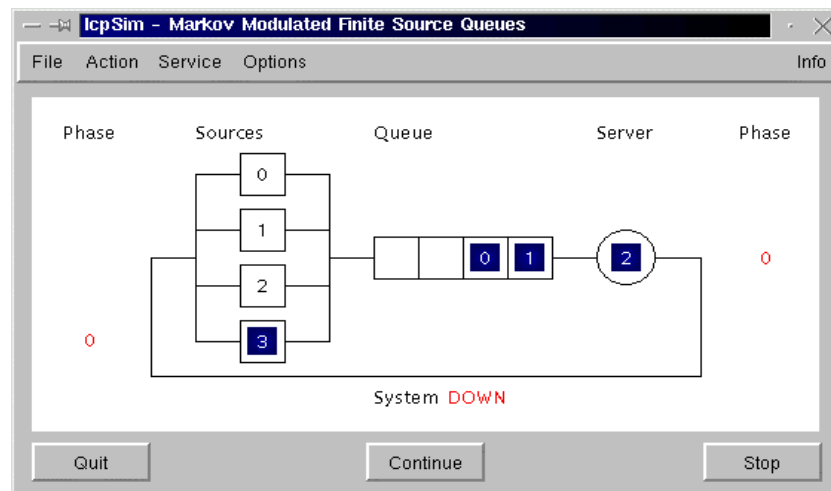 IcpSim - Markov Modulated Finite Source Queues
File Action Service Options Info
Phase Sources Queue Server Phase
0
1
0 1 2 0
2
0 3
System DOWN
Quit Continue Stop